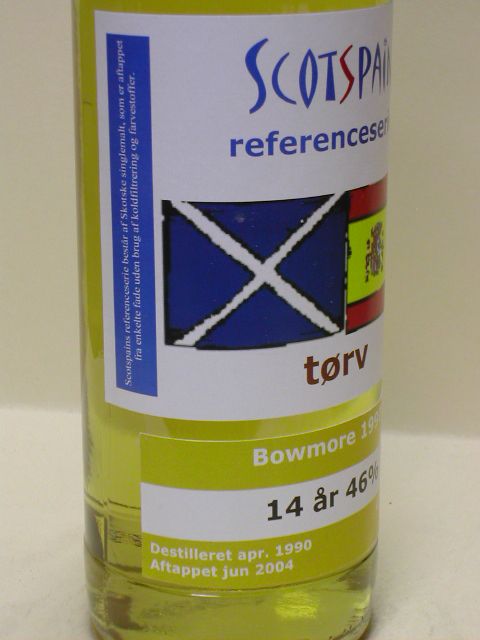 Scotspains referenceserie består af Skotske singlemalt, som er aftappet
fra enkelte fade uden brug af koldfiltrering og farvestoffer.
SCOTSPAIN
referenceseri
tørv
Bowmore 199
14 år 46%
Destilleret apr. 1990
Aftappet jun 2004